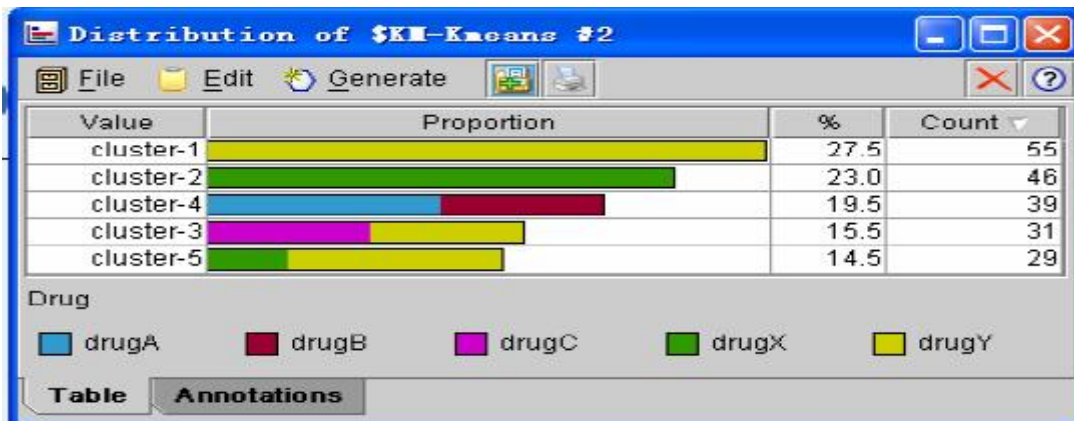 Distribution of $KM-Kmeans #2
File Edit Generate
Value Proportion % Count
cluster-1 27.5 55
cluster-2 23.0 46
cluster-4 19.5 39
cluster-3 15.5 31
cluster-5 14.5 29
Drug
drugA drugB drugC drugX drugY
Table Annotations